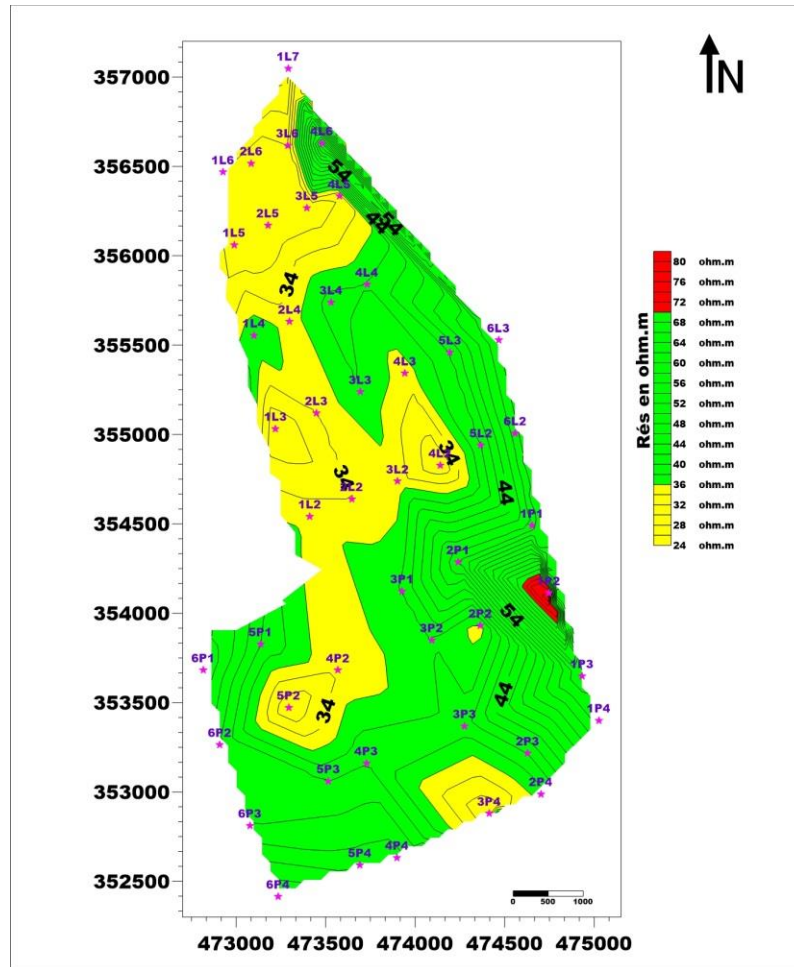 1L7
N
357000
3L6 4L6
2L6
1L6
356500
54
4L5
3L5
2L5
54
44
1L5
356000
4L4
34
3L4
2L4
1L4
355500
6L3
5L3
4L3
3L3
2L3
1L3
355000
6L2
5L2
34
34
3L2
1L2
44
354500
1P1
2P1
3P1
354000
54
2P2
3P2
5P1
4P2
6P1
1P3
353500
5P2
34
44
1P4
3P3
6P2
2P3
4P3
5P3
353000
2P4
3P4
6P3
4P4
5P4
352500
6P4
0 500 1000
473000 473500 474000 474500 475000
Rés en ohm.m
80 ohm.m
76 ohm.m
72 ohm.m
68 ohm.m
64 ohm.m
60 ohm.m
56 ohm.m
52 ohm.m
48 ohm.m
44 ohm.m
40 ohm.m
36 ohm.m
32 ohm.m
28 ohm.m
24 ohm.m